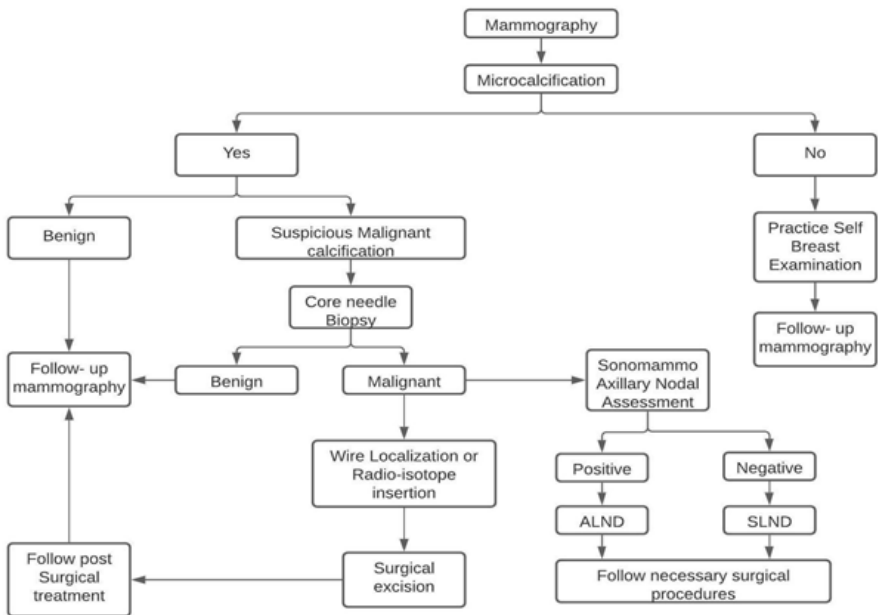 Mammography
Microcalcification
Yes
No
Benign
Suspicious Malignant
calcification
Practice Self
Breast
Examination
Core needle
Biopsy
Follow-up
mammography
Follow- up
mammography
Benign
Malignant
Sonomammo
Axillary Nodal
Assessment
Wire Localization or
Radio-isotope
insertion
Positive
Negative
ALND
SLND
Follow post
Surgical
treatment
Surgical
excision
Follow necessary surgical
procedures